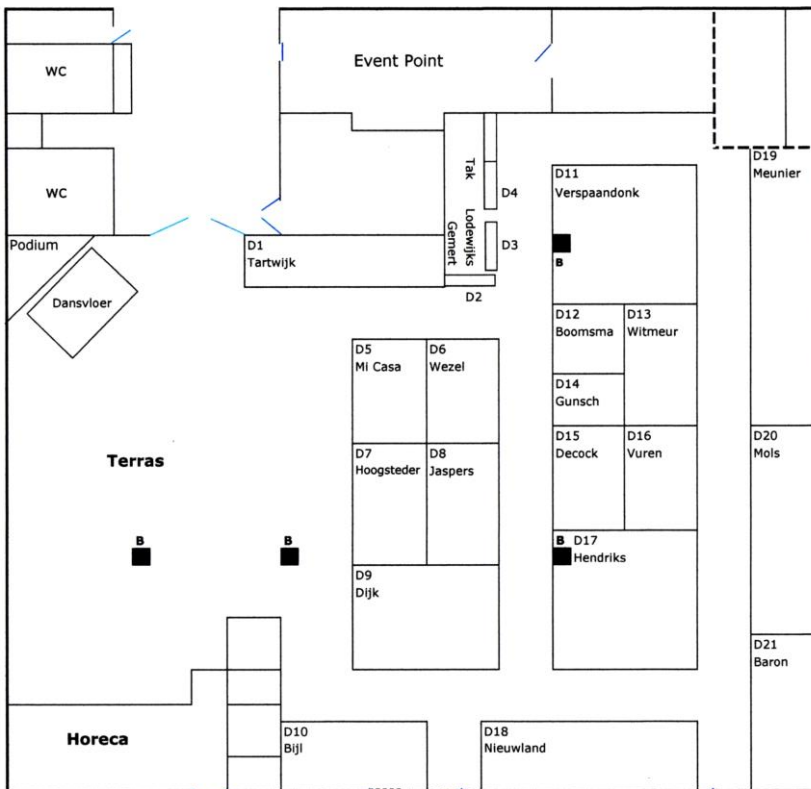 WC
Event Point
WC
Podium
Dansvloer
D1
Tartwijk
Tak
Lodewijks
Gemert
D4
D3
D2
D11
Verspaandonk
B
D19
Meunier
D12
Boomsma
D13
Witmeur
D14
Gunsch
D5
Mi Casa
D6
Wezel
Terras
D7
Hoogsteder
D8
Jaspers
D15
Decock
D16
Vuren
D20
Mols
B
B
B
D17
Hendriks
D9
Dijk
D21
Baron
Horeca
D10
Bijl
D18
Nieuwland